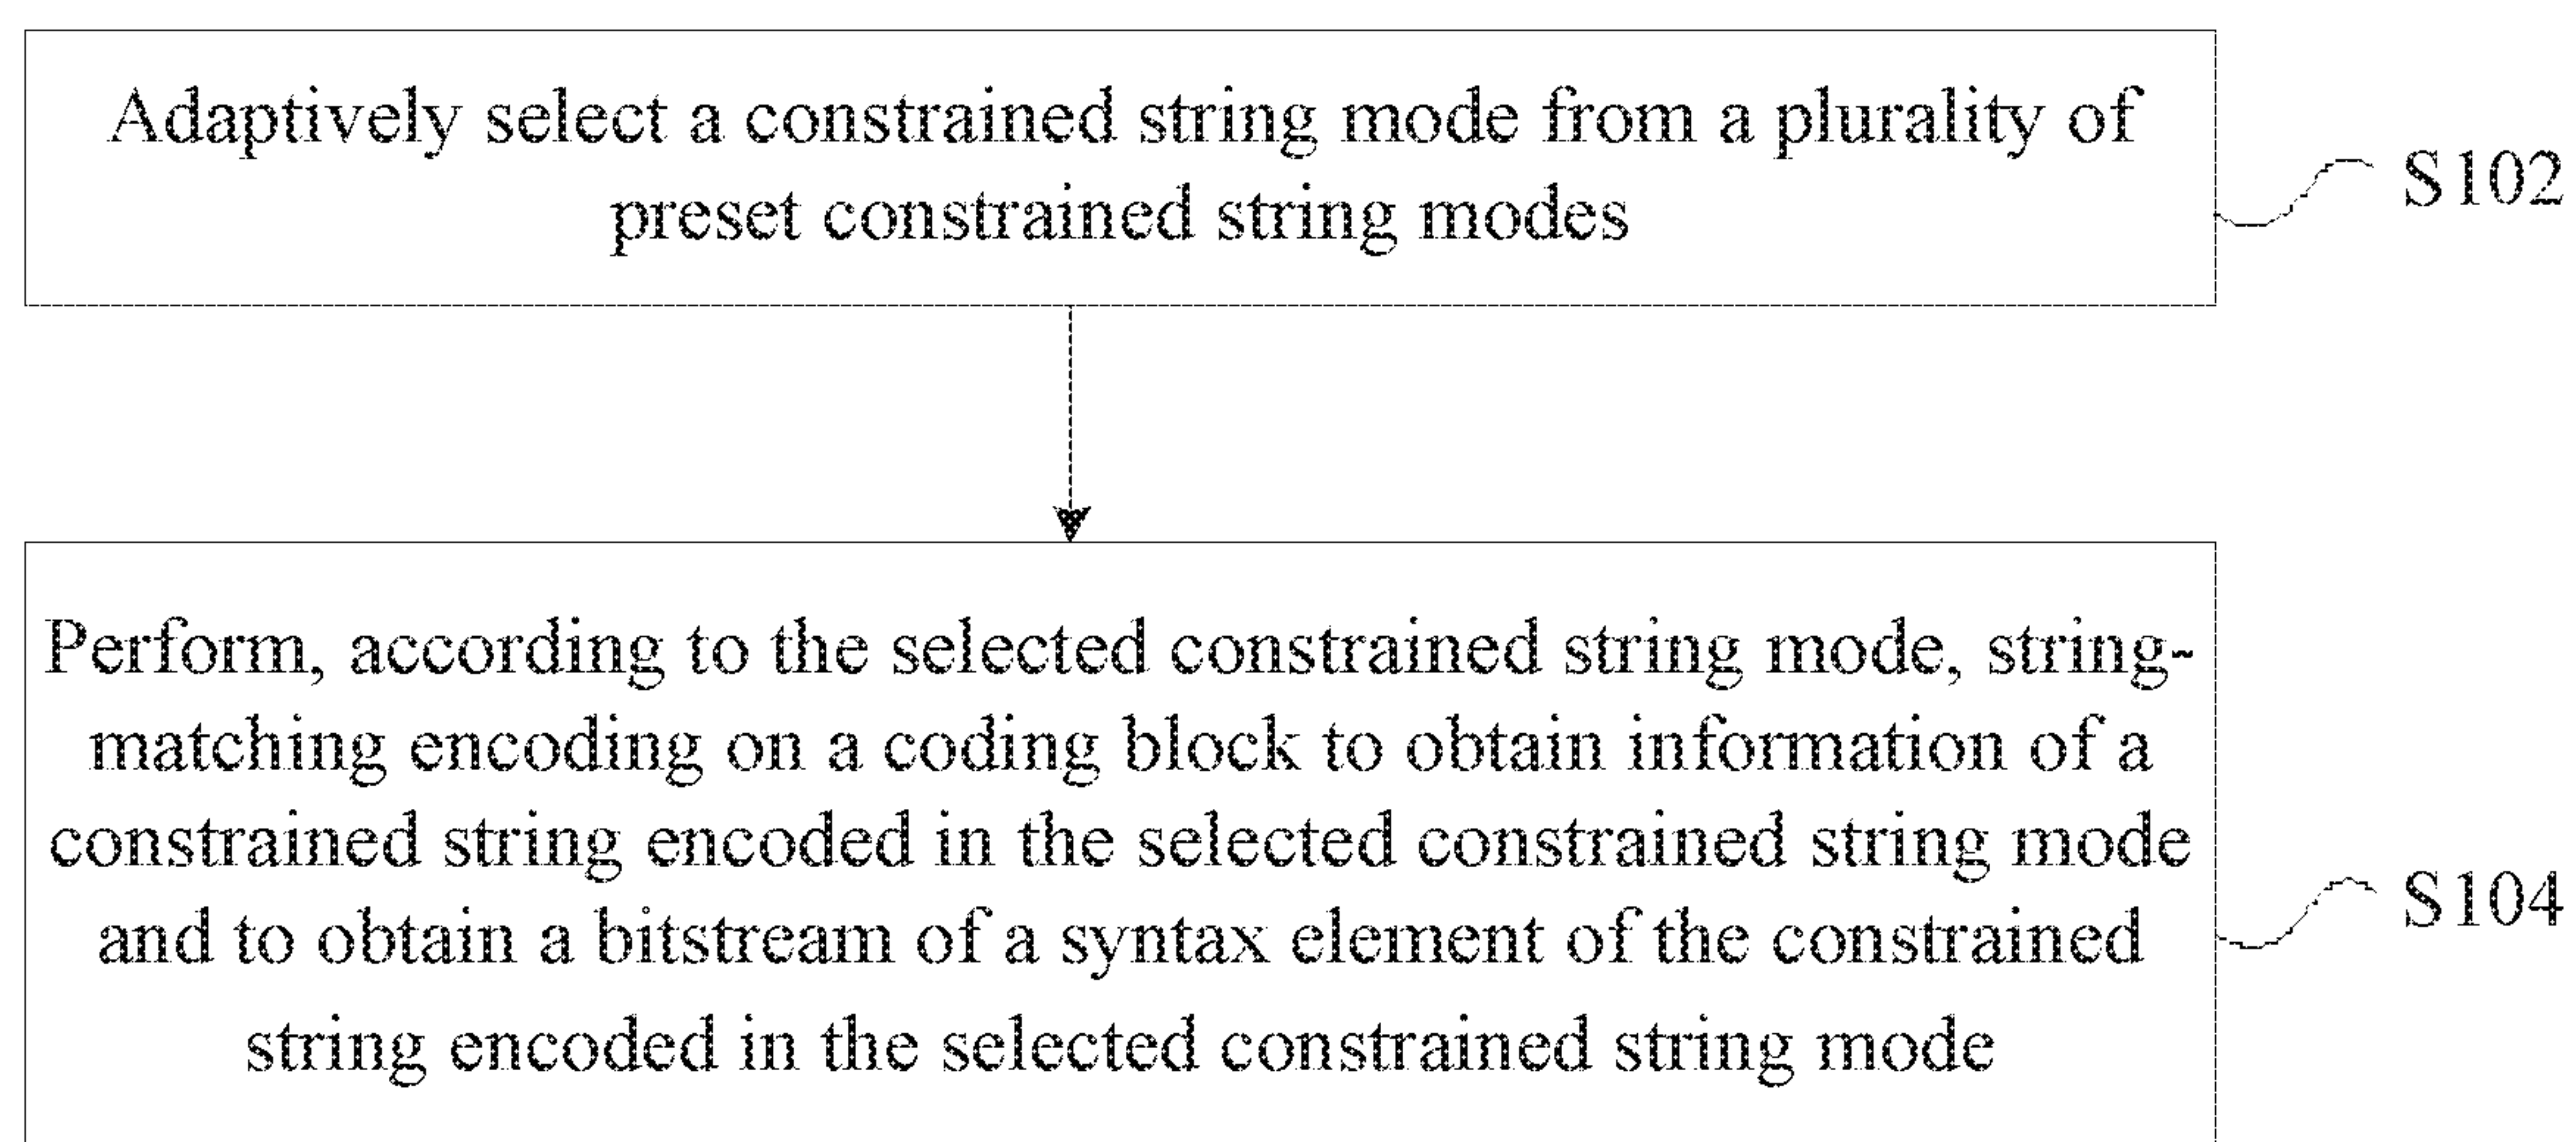 Adaptively select a constrained string mode from a plurality of
preset constrained string modes
S102
Perform, according to the selected constrained string mode, string-
matching encoding on a coding block to obtain information of a
constrained string encoded in the selected constrained string mode
and to obtain a bitstream of a syntax element of the constrained
string encoded in the selected constrained string mode
S104